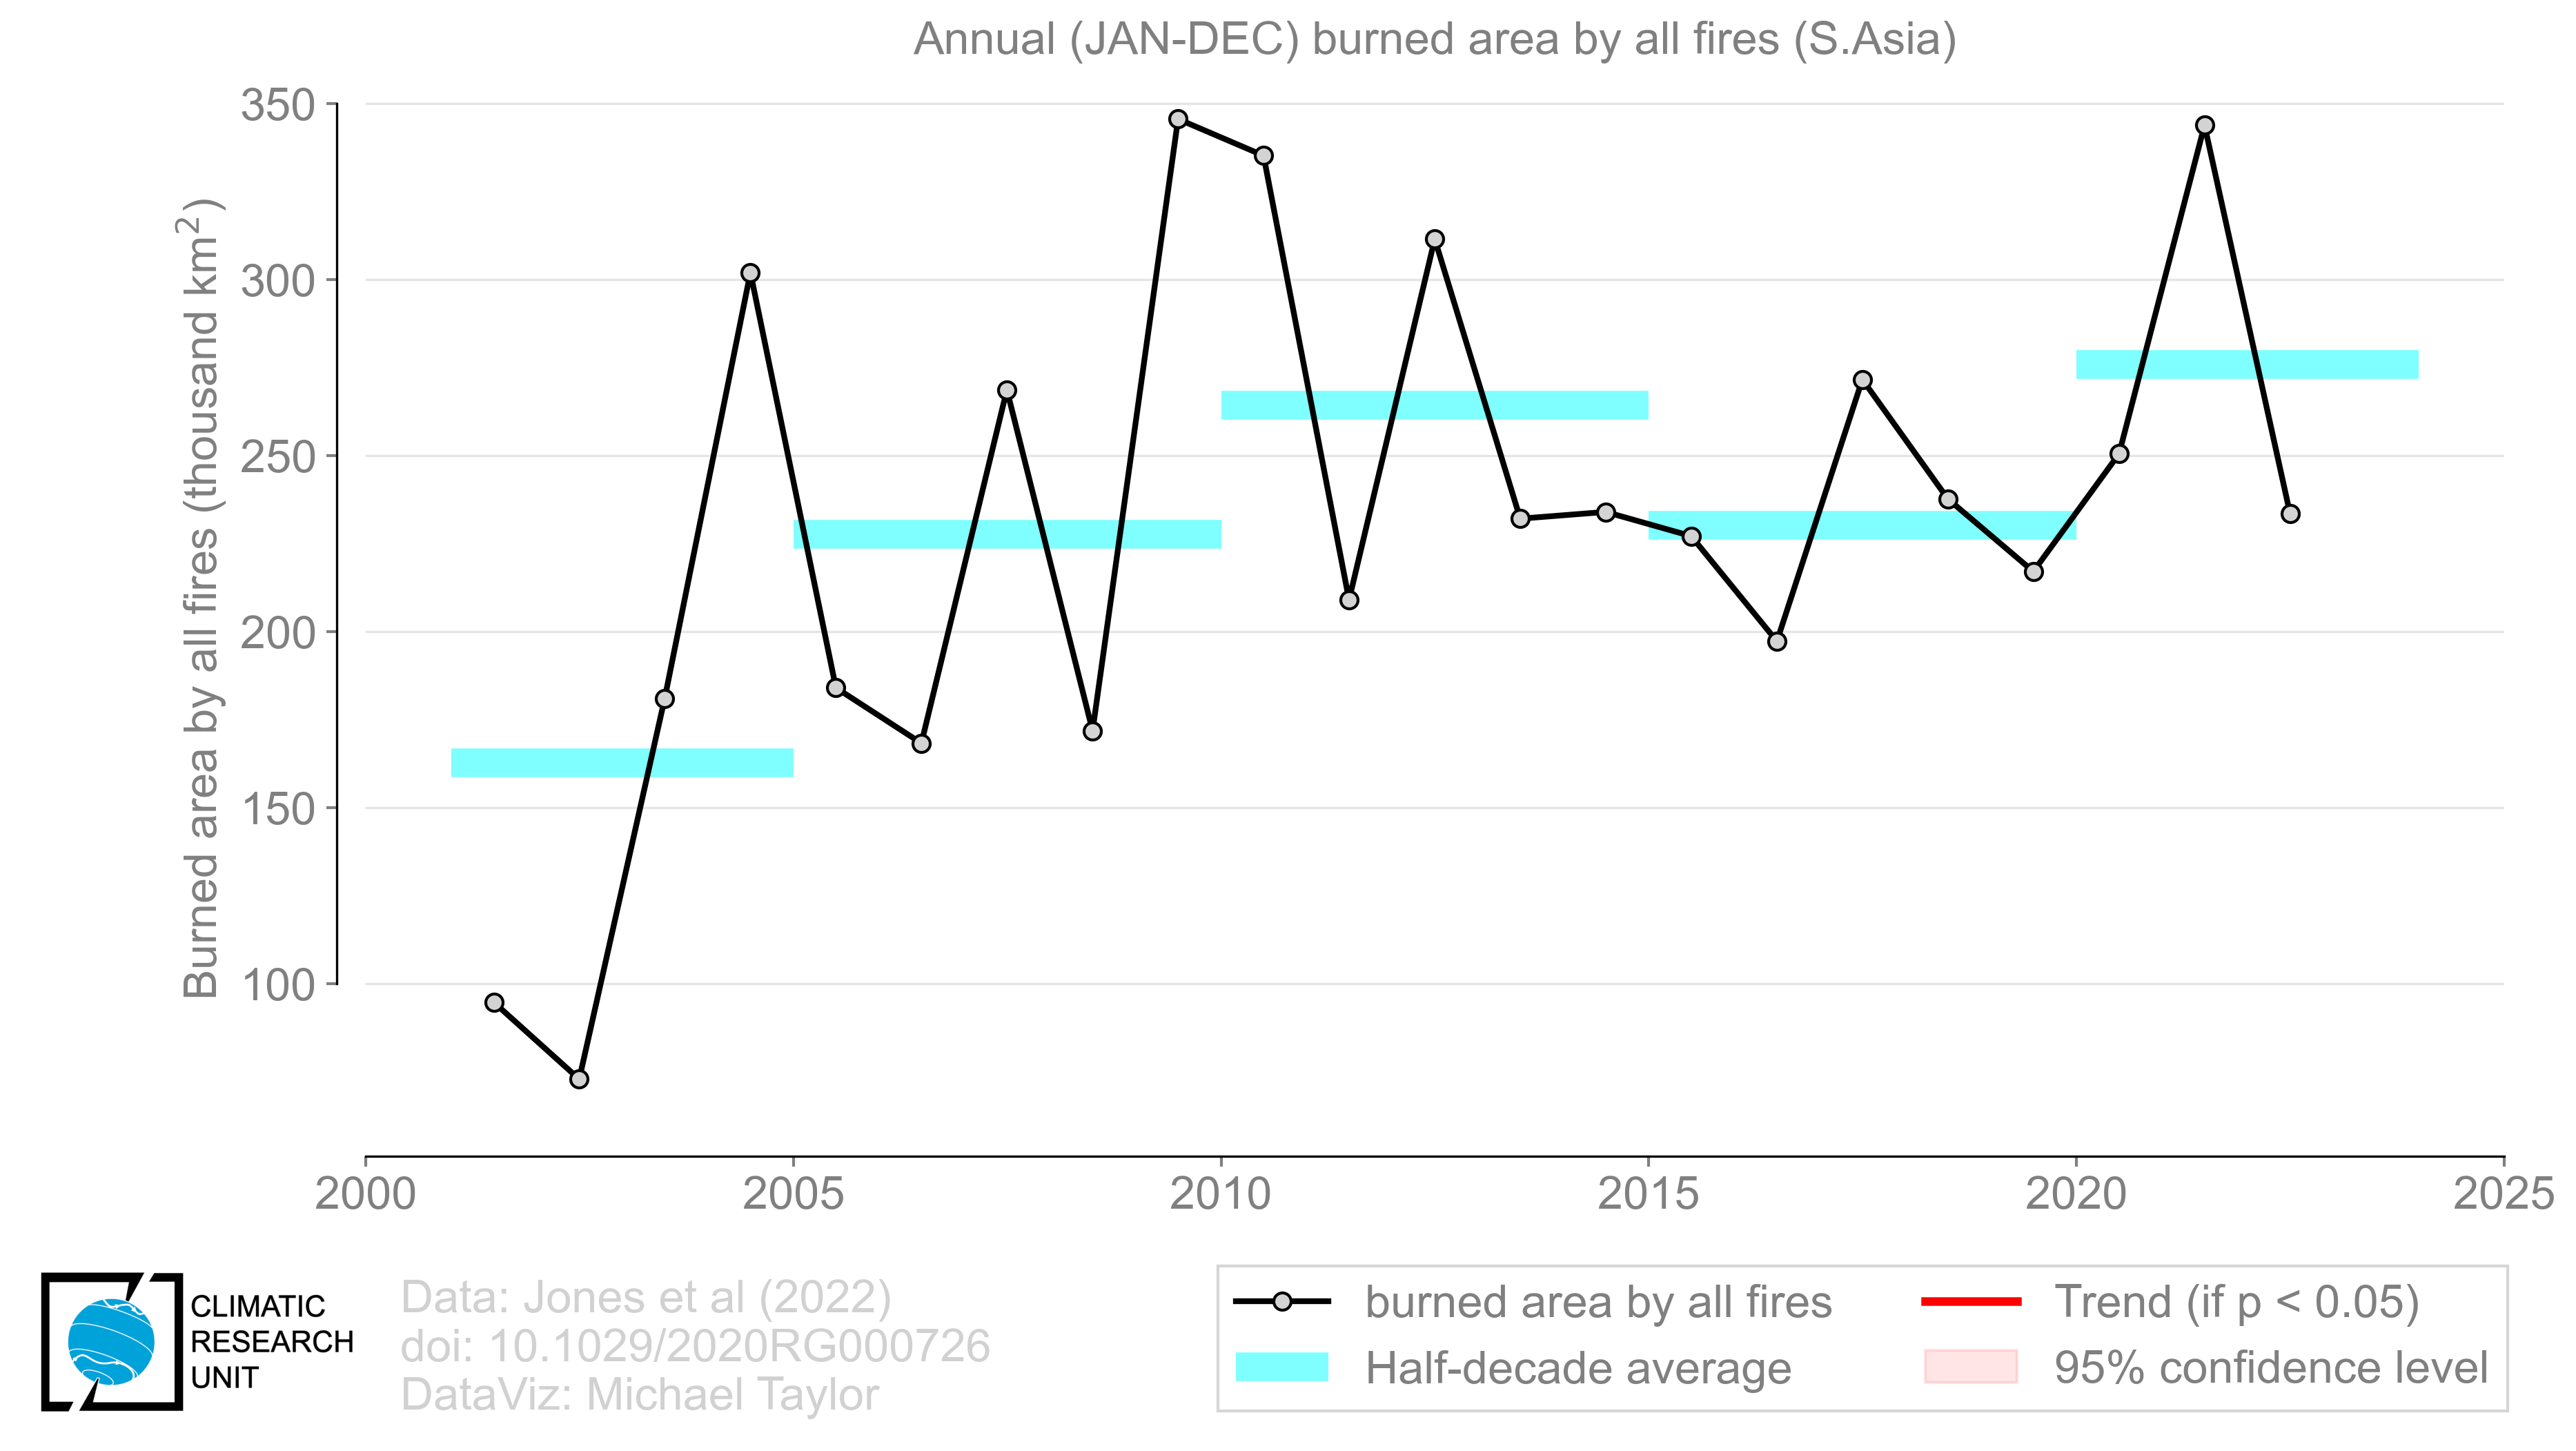 Annual (JAN-DEC) burned area by all fires (S.Asia)
Burned area by all fires (thousand km²)
350
300
250
200
150
100
2000 2005 2010 2015 2020 2025
CLIMATIC
RESEARCH
UNIT
Data: Jones et al (2022)
doi: 10.1029/2020RG000726
DataViz: Michael Taylor
burned area by all fires
Half-decade average
Trend (if p < 0.05)
95% confidence level